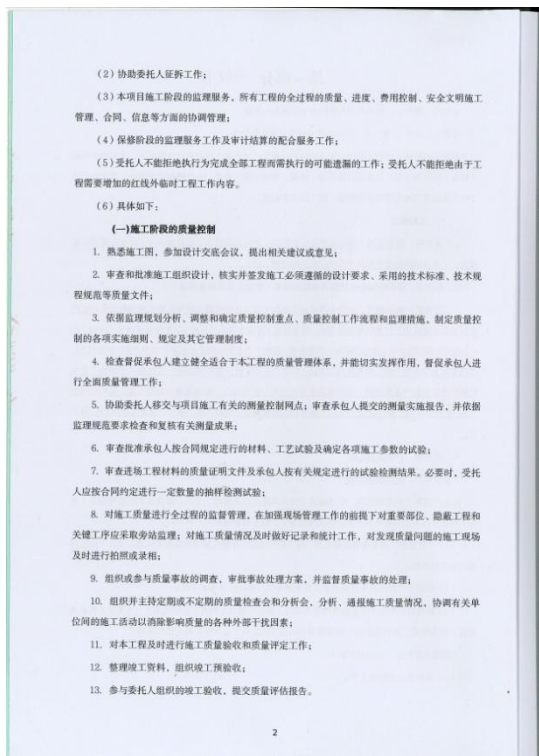 （2）协助委托人征拆工作；
（3）本项目施工阶段的监理服务，所有工程的全过程的质量、进度、费用控制、安全文明施工
管理、合同、信息等方面的协调管理；
（4）保修阶段的监理服务工作及审计结算的配合服务工作；
（5）受托人不能拒绝执行为完成全部工程而需执行的可能遗漏的工作；受托人不能拒绝由于工
程需要增加的红线外临时工程工作内容。
（6）具体如下：
(一)施工阶段的质量控制
1. 熟悉施工图，参加设计交底会议，提出相关建议或意见；
2. 审查和批准施工组织设计，核实并签发施工必须遵循的设计要求、采用的技术标准、技术规
程规范等质量文件；
3. 依据监理规划分析、调整和确定质量控制重点、质量控制工作流程和监理措施，制定质量控
制的各项实施细则、规定及其它管理制度；
4. 检查督促承包人建立健全适合于本工程的质量管理体系，并能切实发挥作用，督促承包人进
行全面质量管理工作；
5. 协助委托人移交与项目施工有关的测量控制网点；审查承包人提交的测量实施报告，并依据
监理规范要求检查和复核有关测量成果；
6. 审查批准承包人按合同规定进行的材料、工艺试验及确定各项施工参数的试验；
7. 审查进场工程材料的质量证明文件及承包人按有关规定进行的试验检测结果。必要时，受托
人应按合同约定进行一定数量的抽样检测试验；
8. 对施工质量进行全过程的监督管理，在加强现场管理工作的前提下对重要部位、隐蔽工程和
关键工序应采取旁站监理；对施工质量情况及时做好记录和统计工作，对发现质量问题的施工现场
及时进行拍照或录相；
9. 组织或参与质量事故的调查，审批事故处理方案，并监督质量事故的处理；
10. 组织并主持定期或不定期的质量检查会和分析会，分析、通报施工质量情况，协调有关单
位间的施工活动以消除影响质量的各种外部干扰因素；
11. 对本工程及时进行施工质量验收和质量评定工作；
12. 整理竣工资料，组织竣工预验收；
13. 参与委托人组织的竣工验收，提交质量评估报告。
2